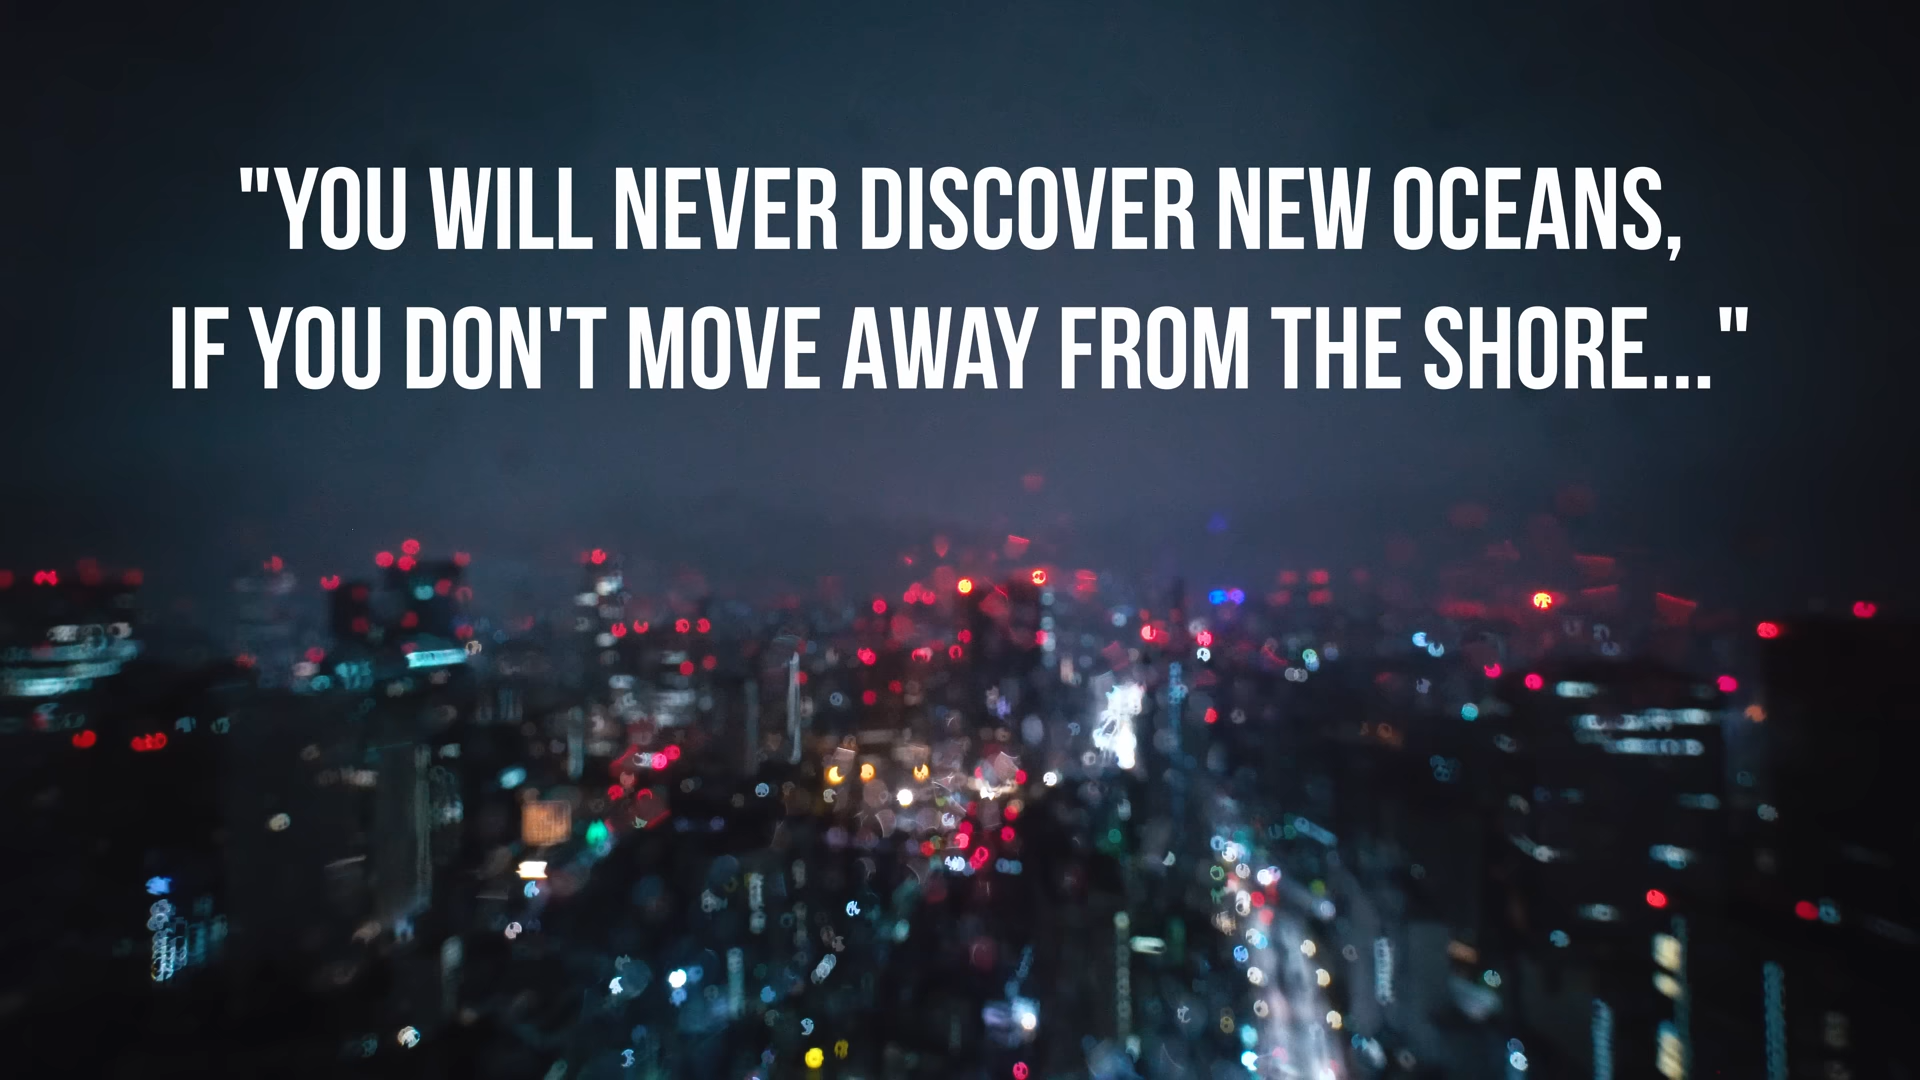 "YOU WILL NEVER DISCOVER NEW OCEANS,
IF YOU DON'T MOVE AWAY FROM THE SHORE..."